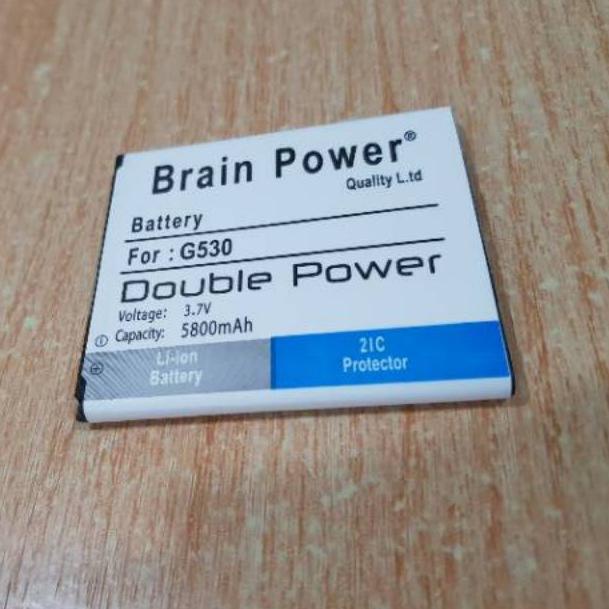 Brain Power®
Quality L.td
Battery
For : G530
Double Power
Voltage: 3.7V
Capacity: 5800mAh
Li-ion
Battery
2IC
Protector